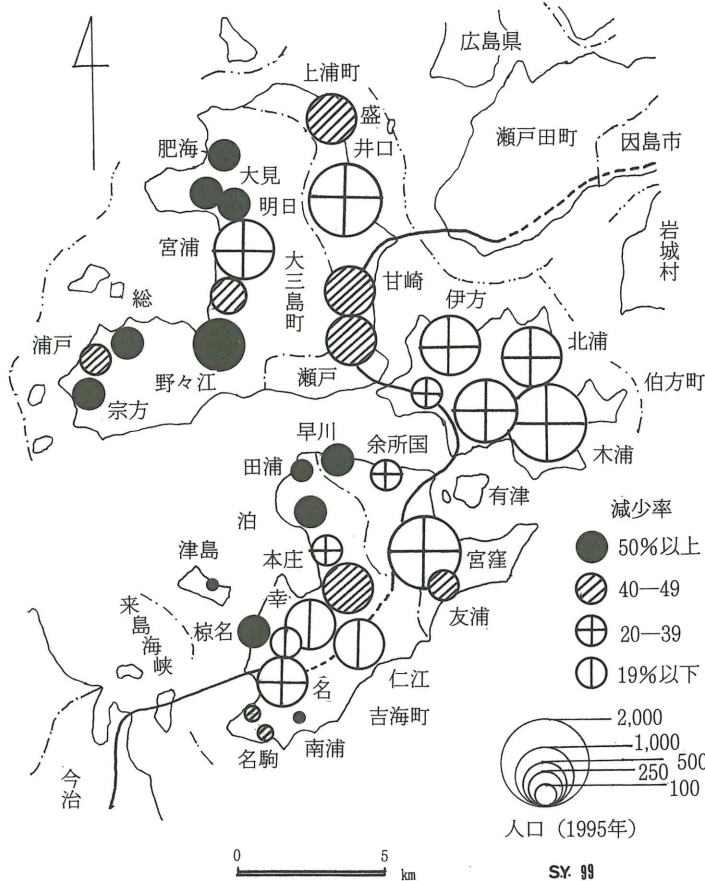 広島県
上浦町
盛
瀬戸田町
因島市
井口
肥海
大見
明日
宮浦
大三島町
甘崎
岩城村
伊方
北浦
総
浦戸
野々江
瀬戸
伯方町
宗方
木浦
早川
余所国
田浦
有津
泊
宮窪
本庄
津島
幸
友浦
来島海峡
椋名
仁江
名
吉海町
南浦
名駒
今治
減少率
50%以上
40―49
20―39
19%以下
2,000
1,000
500
250
100
人口(1995年)
0 5
km
S.Y. 99